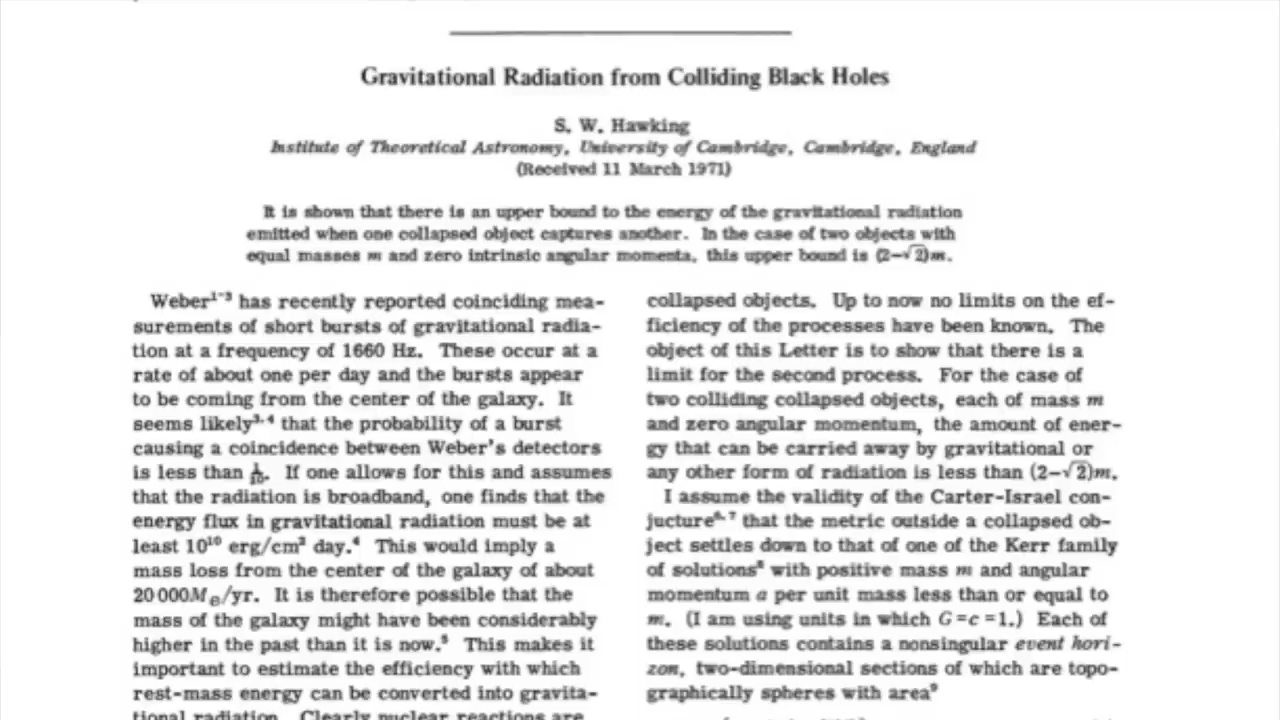 Gravitational Radiation from Colliding Black Holes
S. W. Hawking
Institute of Theoretical Astronomy, University of Cambridge, Cambridge, England
(Received 11 March 1971)
It is shown that there is an upper bound to the energy of the gravitational radiation
emitted when one collapsed object captures another. In the case of two objects with
equal masses m and zero intrinsic angular momenta, this upper bound is (2-√2)m.
Weber¹⁻³ has recently reported coinciding mea-
surements of short bursts of gravitational radia-
tion at a frequency of 1660 Hz. These occur at a
rate of about one per day and the bursts appear
to be coming from the center of the galaxy. It
seems likely³,⁴ that the probability of a burst
causing a coincidence between Weber's detectors
is less than 1/10. If one allows for this and assumes
that the radiation is broadband, one finds that the
energy flux in gravitational radiation must be at
least 10¹⁰ erg/cm² day.⁴ This would imply a
mass loss from the center of the galaxy of about
20 000M☉/yr. It is therefore possible that the
mass of the galaxy might have been considerably
higher in the past than it is now.⁵ This makes it
important to estimate the efficiency with which
rest-mass energy can be converted into gravita-
tional radiation. Clearly nuclear reactions are
collapsed objects. Up to now no limits on the ef-
ficiency of the processes have been known. The
object of this Letter is to show that there is a
limit for the second process. For the case of
two colliding collapsed objects, each of mass m
and zero angular momentum, the amount of ener-
gy that can be carried away by gravitational or
any other form of radiation is less than (2-√2)m.
I assume the validity of the Carter-Israel con-
jucture⁶,⁷ that the metric outside a collapsed ob-
ject settles down to that of one of the Kerr family
of solutions⁸ with positive mass m and angular
momentum a per unit mass less than or equal to
m. (I am using units in which G=c=1.) Each of
these solutions contains a nonsingular event hori-
zon, two-dimensional sections of which are topo-
graphically spheres with area⁹